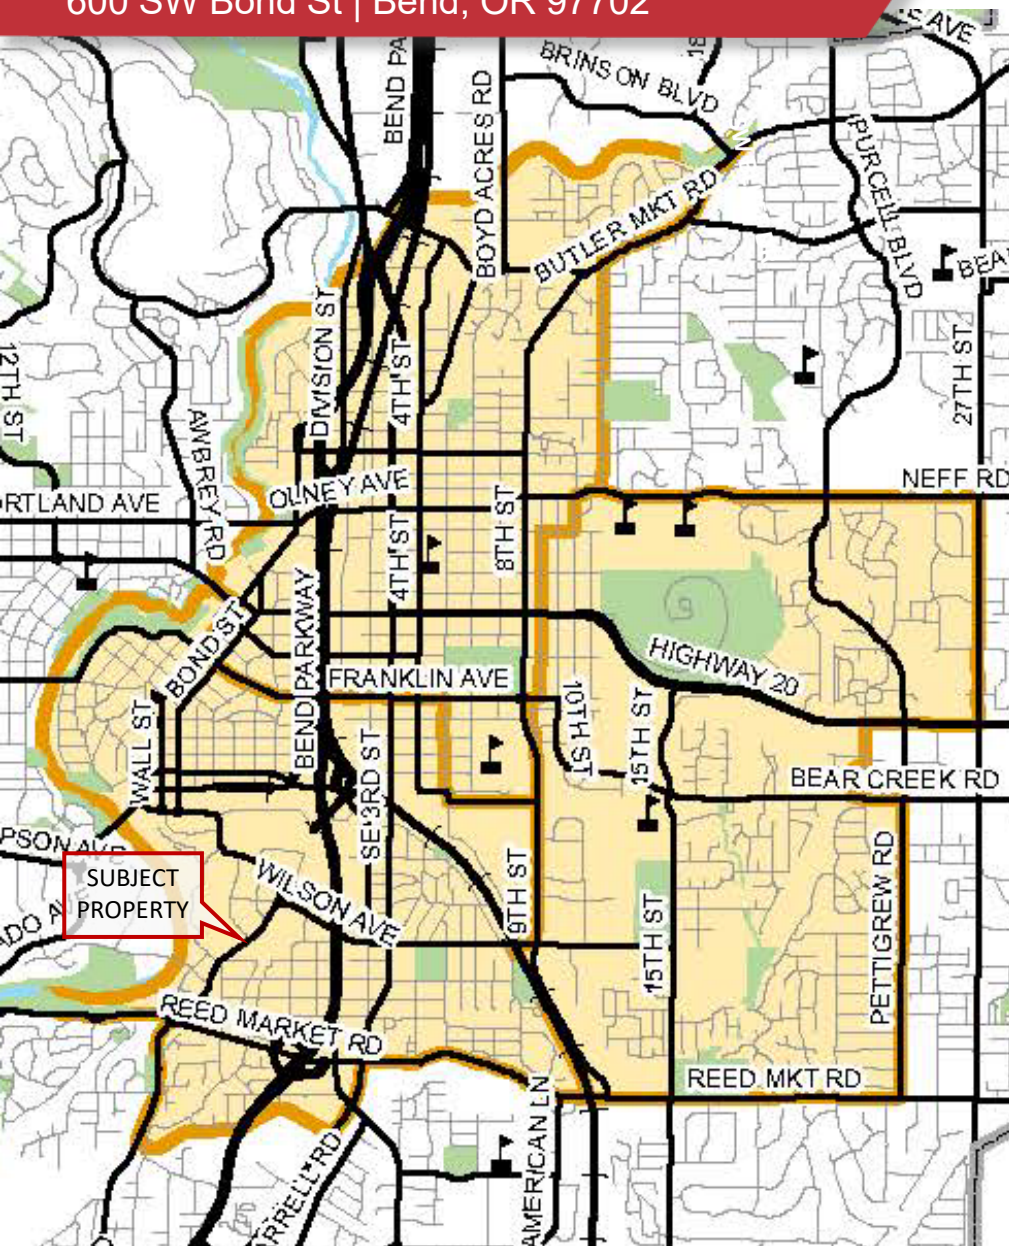 600 SW Bond St | Bend, OR 97702
AVE
BRINSON BLVD
18
BEND PA
BOYD ACRES RD
PURCELL BLVD
BUTLER MKT RD
BEA
DIVISION ST
4TH ST
27TH ST
12TH ST
AWBREY RD
OLNEY AVE
NEFF RD
ORTLAND AVE
8TH ST
4TH ST
BOND ST
BEND PARKWAY
HIGHWAY 20
FRANKLIN AVE
10TH ST
15TH ST
WALL ST
SE 3RD ST
BEAR CREEK RD
PSON AVE
SUBJECT
PROPERTY
WILSON AVE
9TH ST
PETTIGREW RD
ADO A
15TH ST
REED MARKET RD
REED MKT RD
AMERICAN LN
RRELL RD